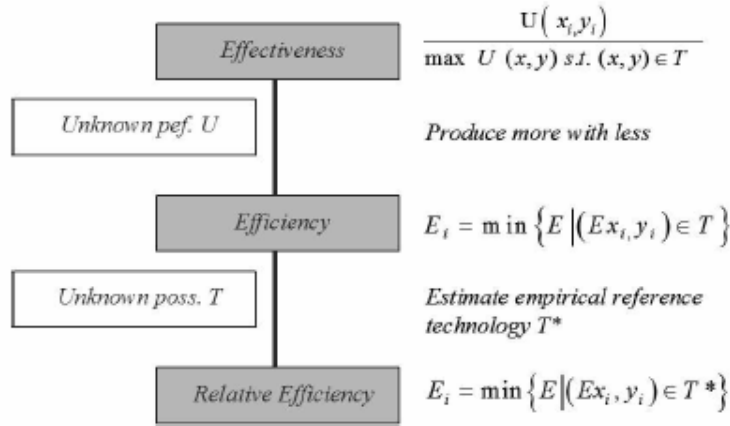 Effectiveness
U( x_i,y_i)
max U (x,y) s.t. (x,y) ∈ T
Unknown pef. U
Produce more with less
Efficiency
E_i = min {E |(Ex_i, y_i) ∈ T }
Unknown poss. T
Estimate empirical reference
technology T*
Relative Efficiency
E_i = min {E|(Ex_i, y_i) ∈ T *}